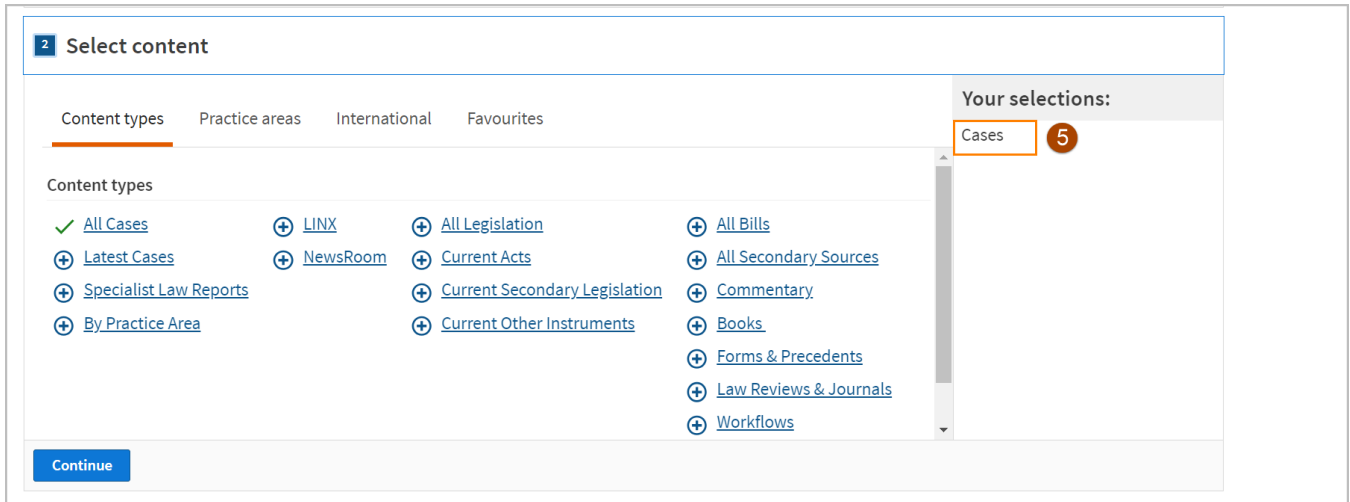 2 Select content
Your selections:
Content types Practice areas International Favourites
Cases 5
Content types
All Cases LINX All Legislation All Bills
Latest Cases NewsRoom Current Acts All Secondary Sources
Specialist Law Reports Current Secondary Legislation Commentary
By Practice Area Current Other Instruments Books
Forms & Precedents
Law Reviews & Journals
Workflows
Continue